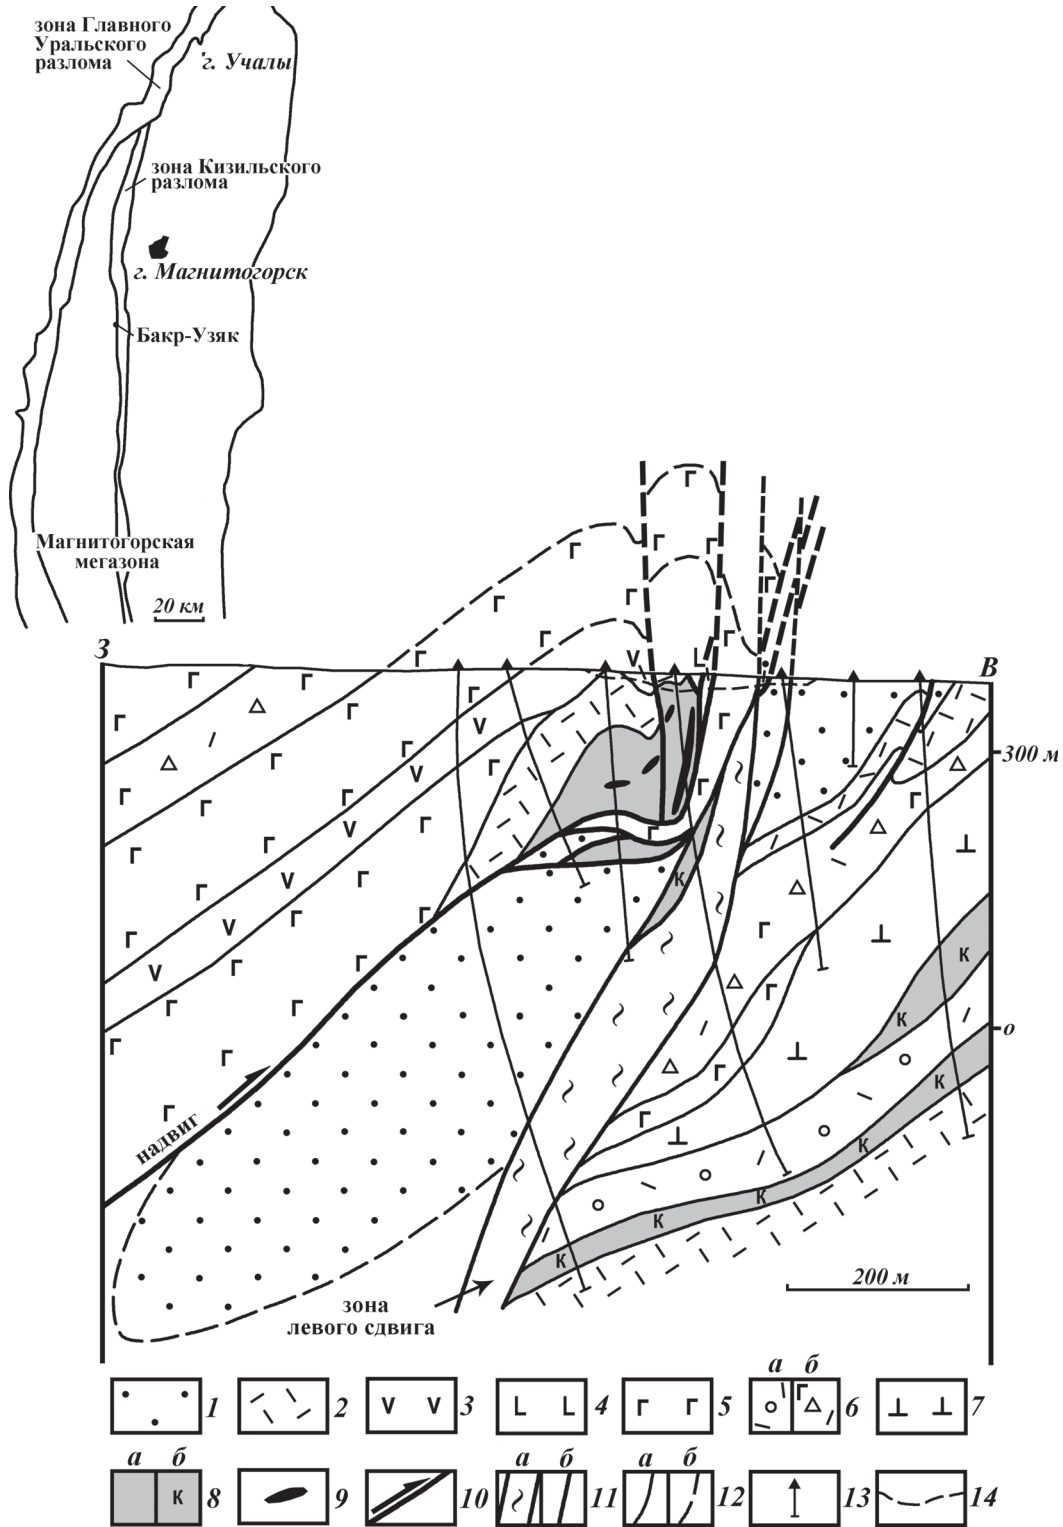 зона Главного
Уральского
разлома
г. Учалы
зона Кизильского
разлома
г. Магнитогорск
Бакр-Узяк
Магнитогорская
мегазона
20 км
З
В
300 м
0
надвиг
зона
левого сдвига
200 м
К
К
К
К
К
К
К
К
а б
1 2 3 4 5 6 7
а б а б а б
8 9 10 11 12 13 14